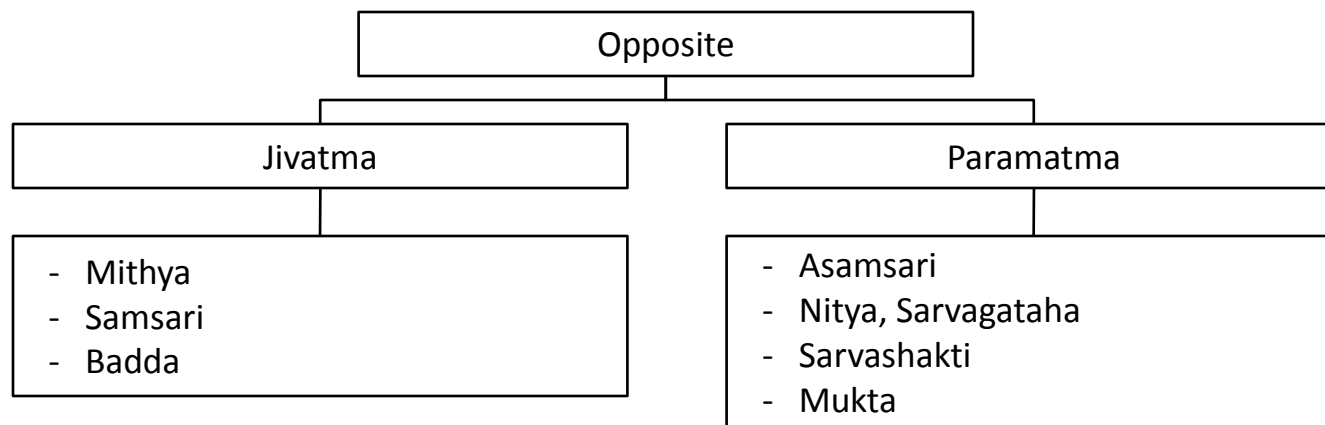 Opposite
Jivatma
Paramatma
- Mithya
- Samsari
- Badda
- Asamsari
- Nitya, Sarvagataha
- Sarvashakti
- Mukta